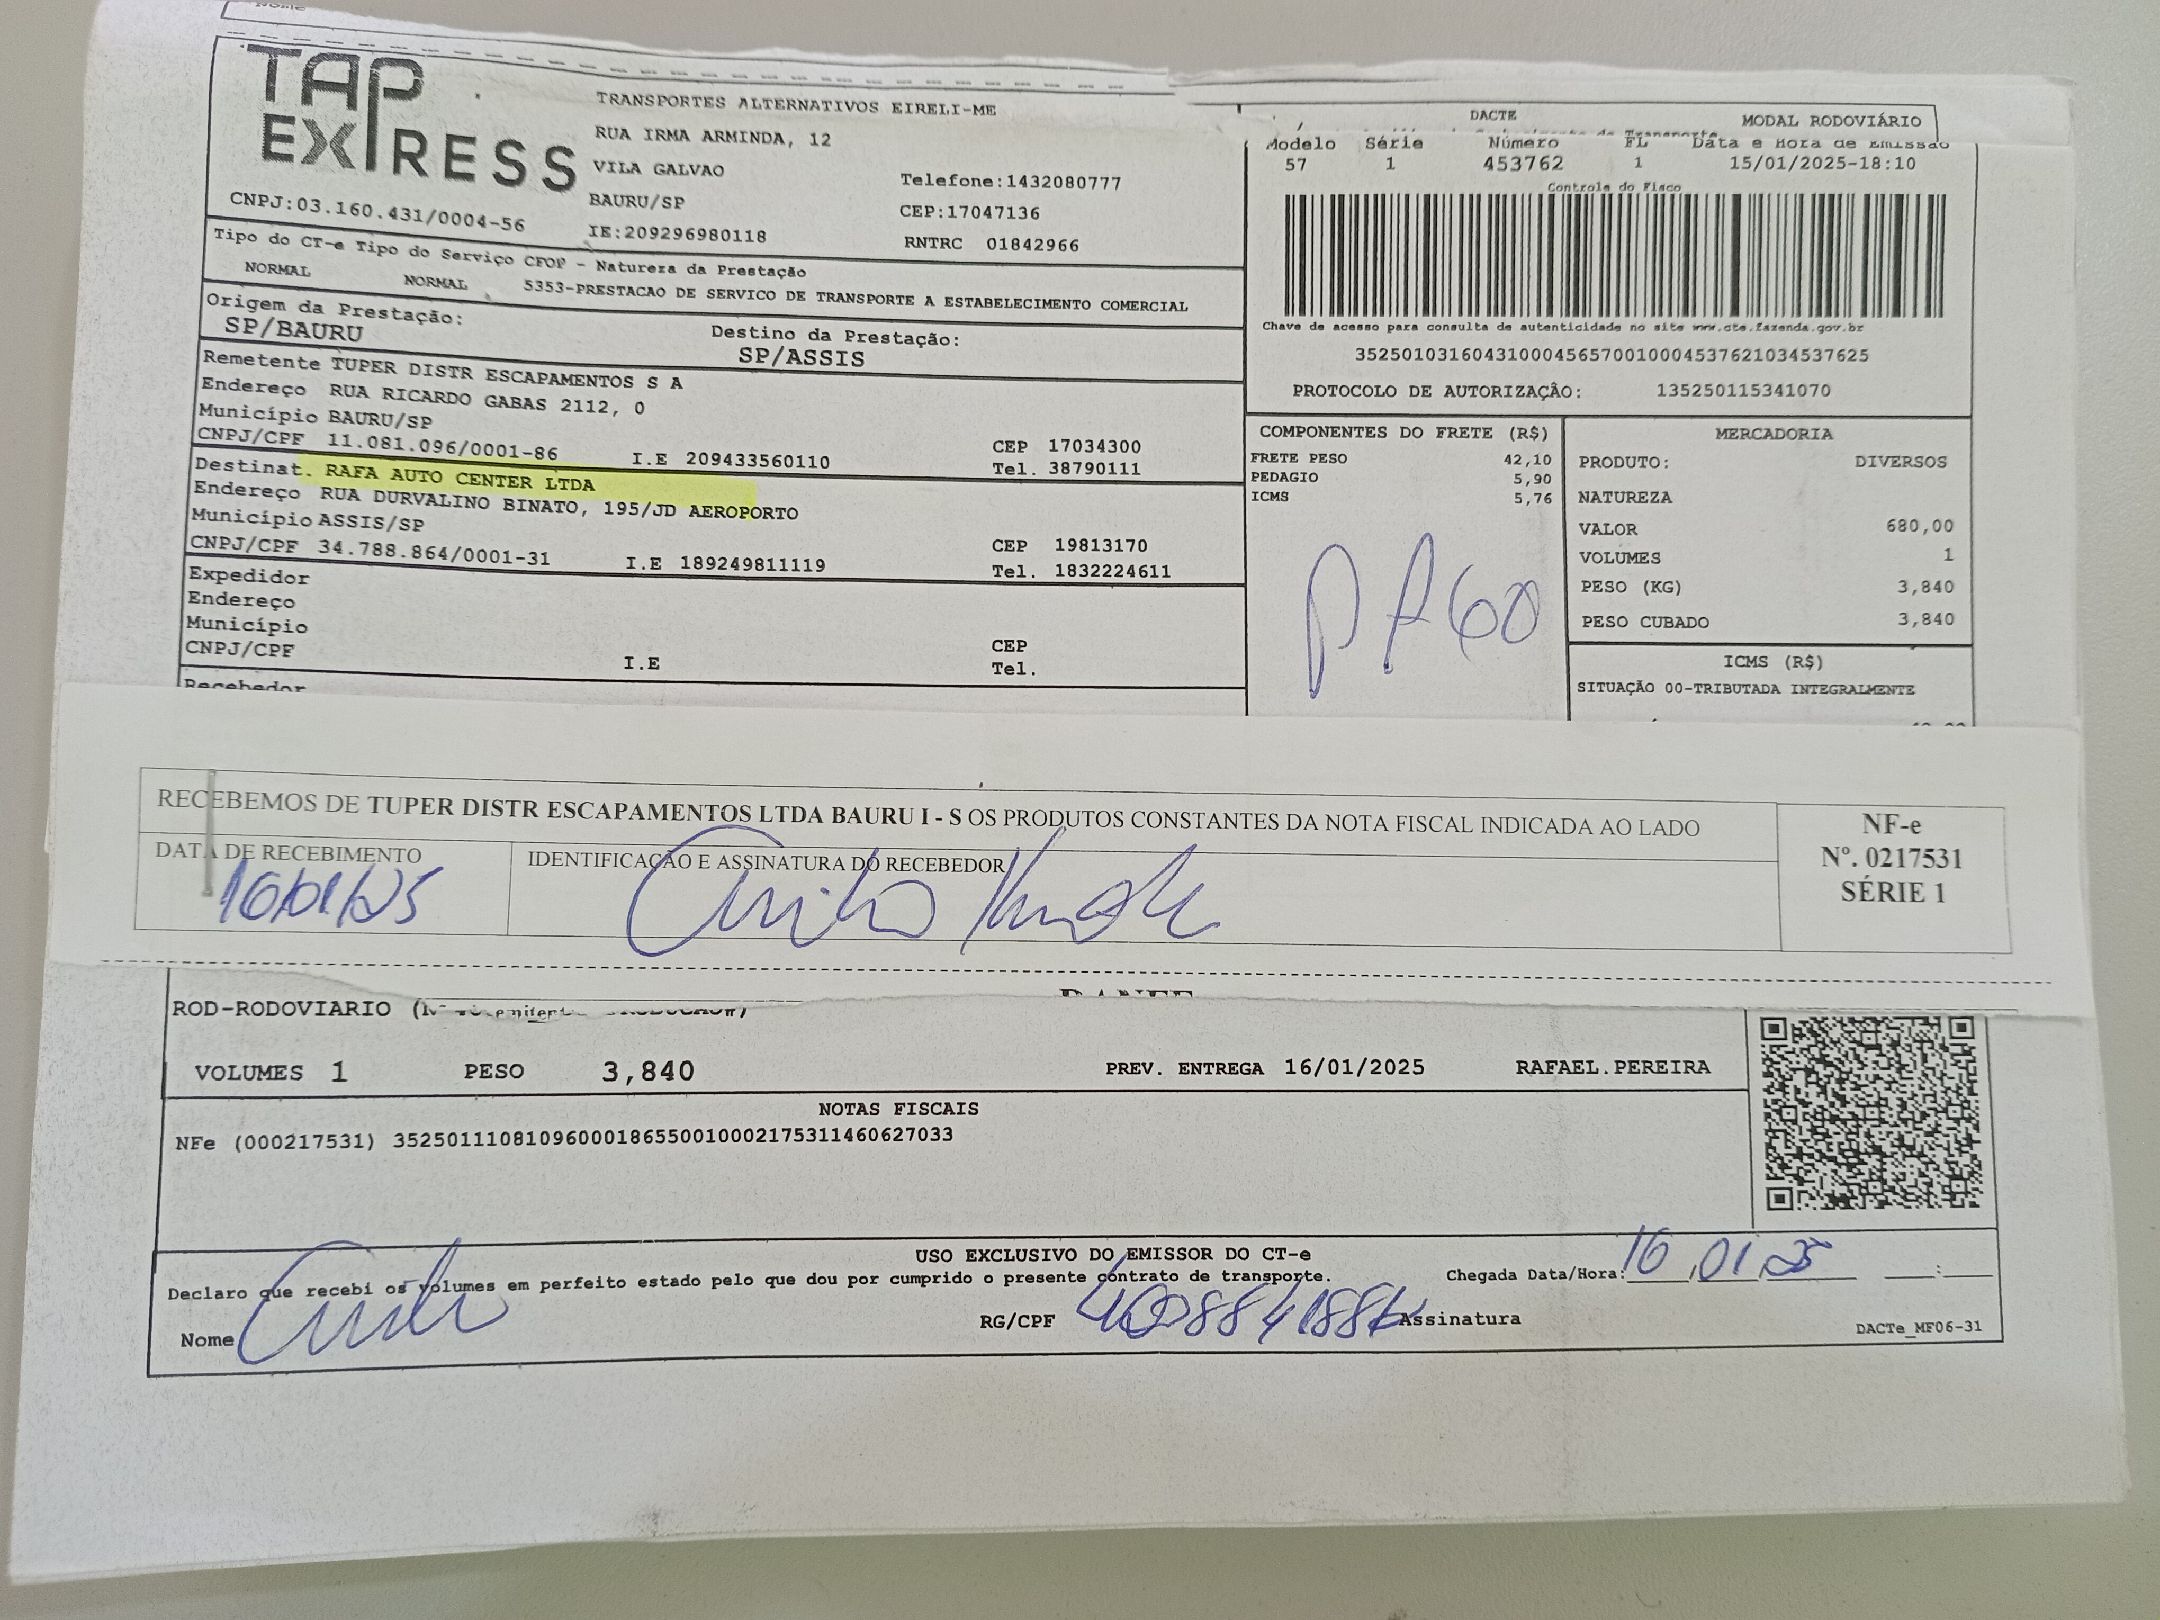 TAP EXPRESS
TRANSPORTES ALTERNATIVOS EIRELI-ME
RUA IRMA ARMINDA, 12
VILA GALVAO
Telefone:1432080777
BAURU/SP
CEP:17047136
CNPJ:03.160.431/0004-56
IE:209296980118
RNTRC 01842966
Tipo do CT-e Tipo do Serviço CFOP - Natureza da Prestação
NORMAL NORMAL 5353-PRESTACAO DE SERVICO DE TRANSPORTE A ESTABELECIMENTO COMERCIAL
Origem da Prestação: Destino da Prestação:
SP/BAURU SP/ASSIS
Remetente TUPER DISTR ESCAPAMENTOS S A
Endereço RUA RICARDO GABAS 2112, 0
Município BAURU/SP CEP 17034300
CNPJ/CPF 11.081.096/0001-86 I.E 209433560110 Tel. 38790111
Destinat. RAFA AUTO CENTER LTDA
Endereço RUA DURVALINO BINATO, 195/JD AEROPORTO
Município ASSIS/SP CEP 19813170
CNPJ/CPF 34.788.864/0001-31 I.E 189249811119 Tel. 1832224611
Expedidor
Endereço
Município CEP
CNPJ/CPF I.E Tel.
Recebedor
DACTE MODAL RODOVIÁRIO
Modelo Série Número FL Data e Hora de Emissão
57 1 453762 1 15/01/2025-18:10
Controle do Fisco
Chave de acesso para consulta de autenticidade no site www.cte.fazenda.gov.br
35250103160431000456570010004537621034537625
PROTOCOLO DE AUTORIZAÇÃO: 135250115341070
COMPONENTES DO FRETE (R$)
FRETE PESO 42,10
PEDAGIO 5,90
ICMS 5,76
PAGO
MERCADORIA
PRODUTO: DIVERSOS
NATUREZA
VALOR 680,00
VOLUMES 1
PESO (KG) 3,840
PESO CUBADO 3,840
ICMS (R$)
SITUAÇÃO 00-TRIBUTADA INTEGRALMENTE
RECEBEMOS DE TUPER DISTR ESCAPAMENTOS LTDA BAURU I - S OS PRODUTOS CONSTANTES DA NOTA FISCAL INDICADA AO LADO
DATA DE RECEBIMENTO IDENTIFICAÇÃO E ASSINATURA DO RECEBEDOR
16/01/25
NF-e
Nº. 0217531
SÉRIE 1
ROD-RODOVIARIO
VOLUMES 1 PESO 3,840 PREV. ENTREGA 16/01/2025 RAFAEL.PEREIRA
NOTAS FISCAIS
NFe (000217531) 35250111081096000186550010002175311460627033
USO EXCLUSIVO DO EMISSOR DO CT-e
Declaro que recebi os volumes em perfeito estado pelo que dou por cumprido o presente contrato de transporte. Chegada Data/Hora: 16,01,25 :
Nome RG/CPF Assinatura
DACTe_MF06-31